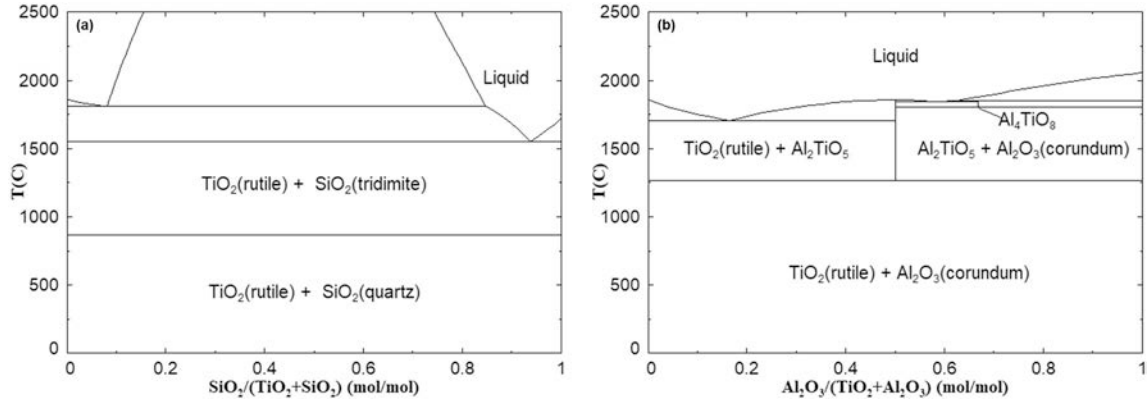 (a)
2500
2000
1500
1000
500
0
T(C)
Liquid
TiO₂(rutile) + SiO₂(tridimite)
TiO₂(rutile) + SiO₂(quartz)
0 0.2 0.4 0.6 0.8 1
SiO₂/(TiO₂+SiO₂) (mol/mol)
(b)
2500
2000
1500
1000
500
0
T(C)
Liquid
Al₄TiO₈
TiO₂(rutile) + Al₂TiO₅
Al₂TiO₅ + Al₂O₃(corundum)
TiO₂(rutile) + Al₂O₃(corundum)
0 0.2 0.4 0.6 0.8 1
Al₂O₃/(TiO₂+Al₂O₃) (mol/mol)